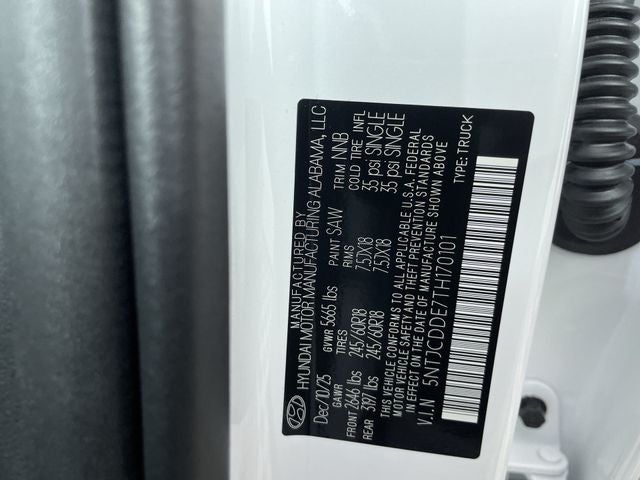 MANUFACTURED BY
HYUNDAI MOTOR MANUFACTURING ALABAMA, LLC
Dec/10/25 GVWR 5665 lbs PAINT SAW TRIM NNB
GAWR RIMS COLD TIRE INFL
FRONT 2646 lbs 245/60R18 7.5JX18 35 psi SINGLE
REAR 3197 lbs 245/60R18 7.5JX18 35 psi SINGLE
THIS VEHICLE CONFORMS TO ALL APPLICABLE U.S.A. FEDERAL
MOTOR VEHICLE SAFETY AND THEFT PREVENTION STANDARDS
IN EFFECT ON THE DATE OF MANUFACTURE SHOWN ABOVE
V.I.N 5NTJCDDE7TH170101 TYPE:TRUCK